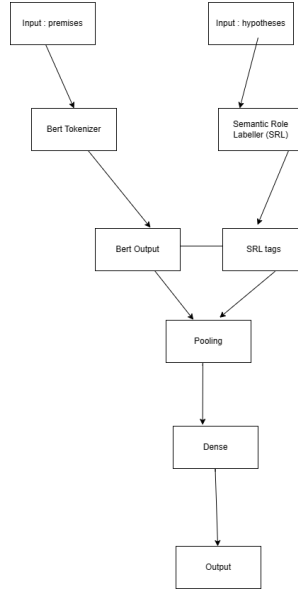 Input : premises
Input : hypotheses
Bert Tokenizer
Semantic Role
Labeller (SRL)
Bert Output
SRL tags
Pooling
Dense
Output